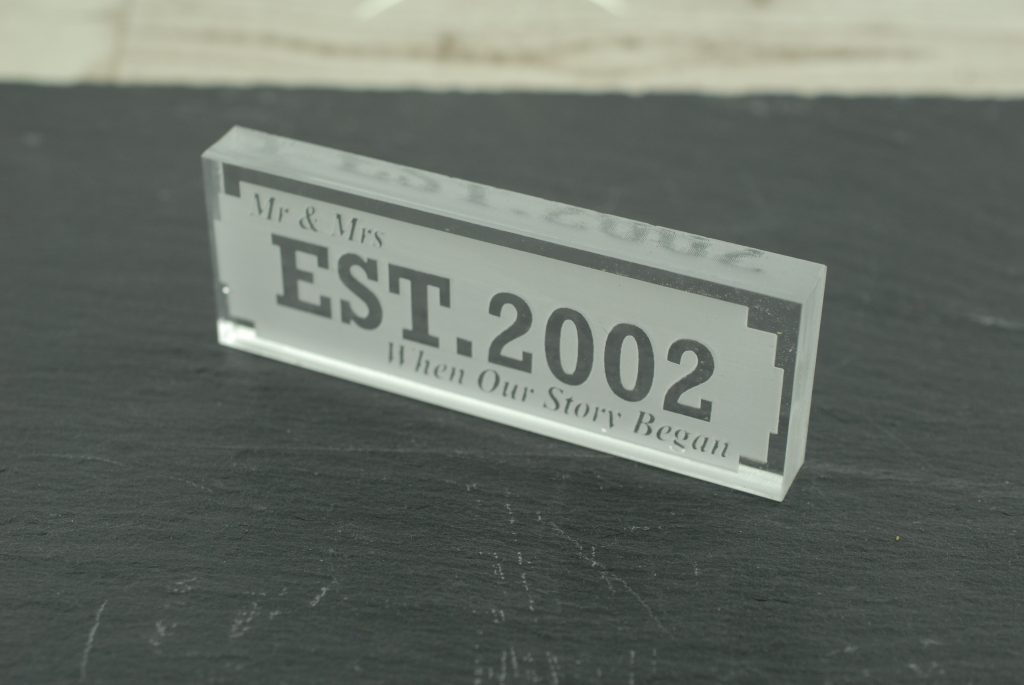 Mr & Mrs
EST.2002
When Our Story Began